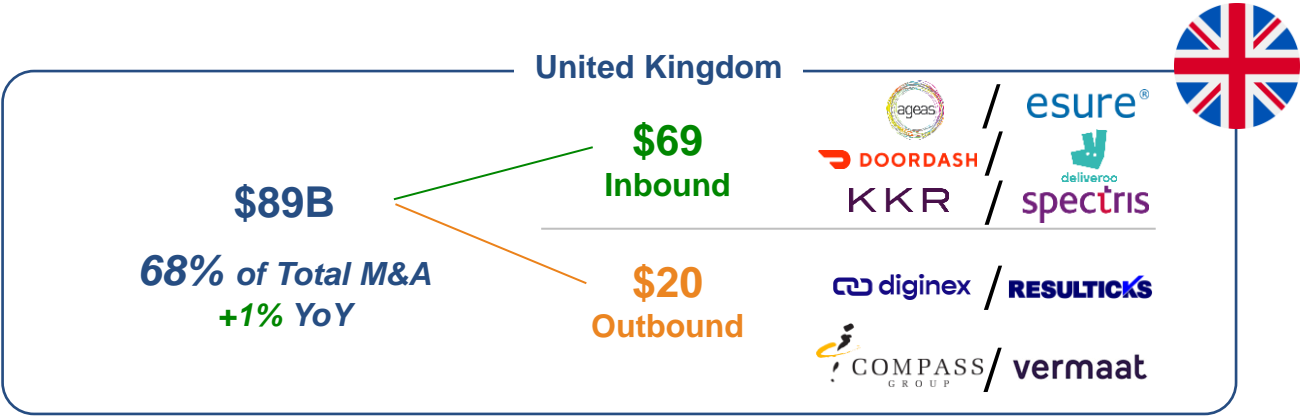 United Kingdom
$89B
68% of Total M&A
+1% YoY
$69
Inbound
ageas / esure®
DOORDASH / deliveroo
KKR / spectris
$20
Outbound
diginex / RESULTICKS
COMPASS GROUP / vermaat